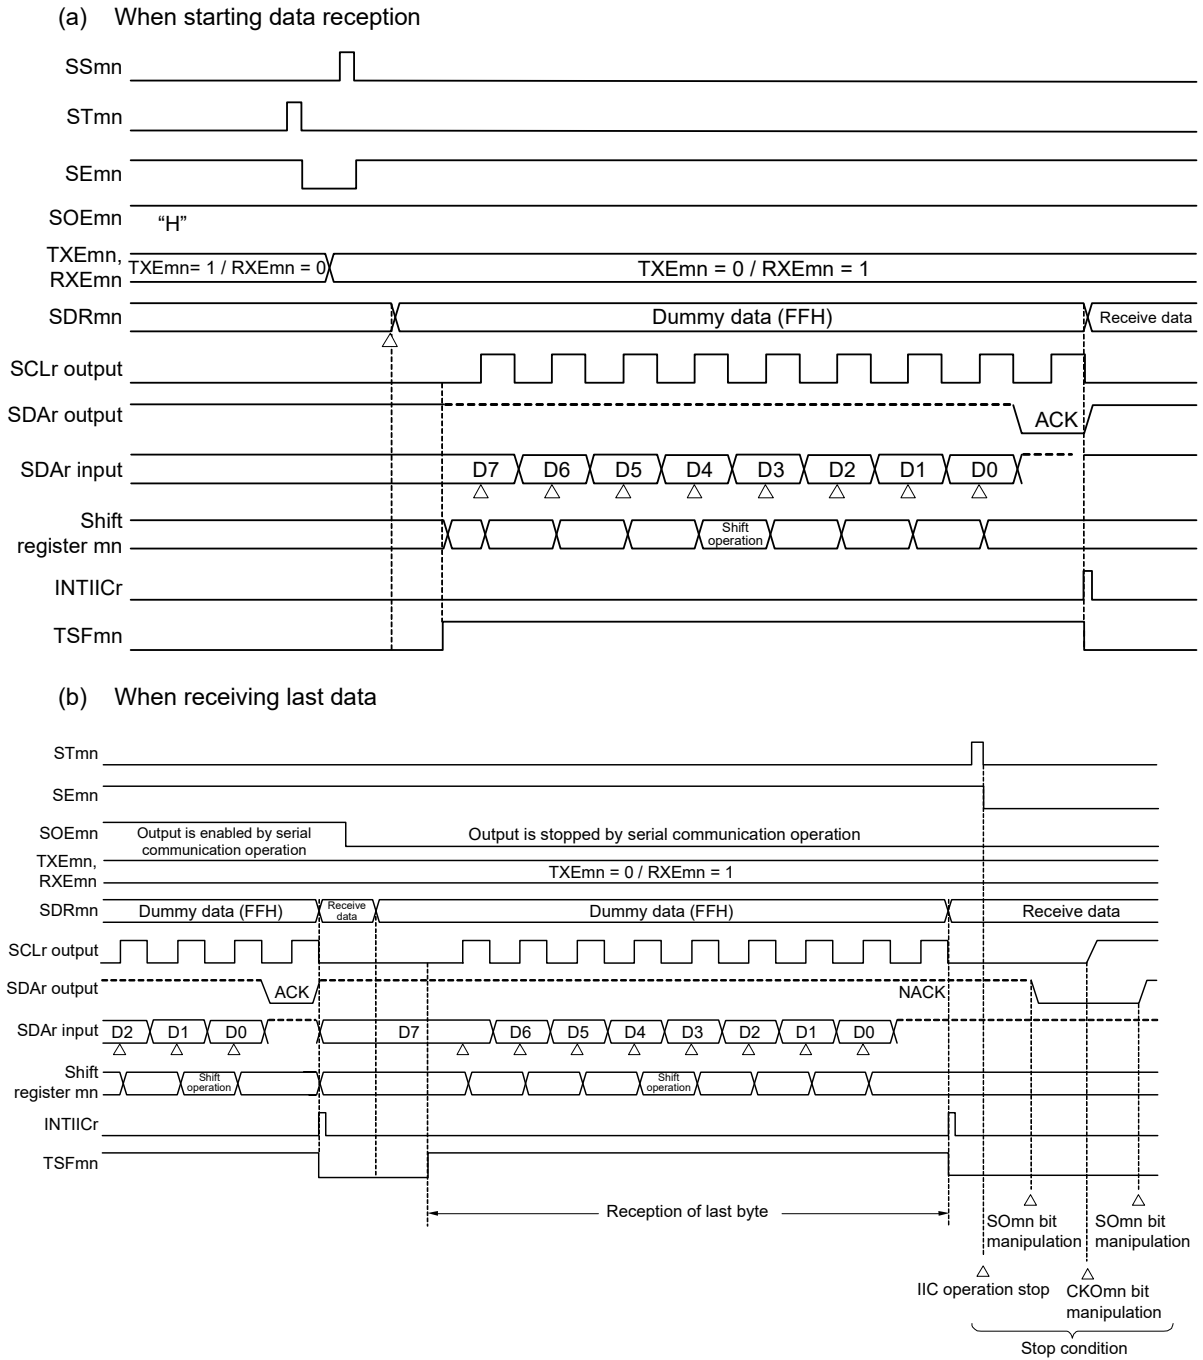 (a) When starting data reception
SSmn
STmn
SEmn
SOEmn “H”
TXEmn,
RXEmn
TXEmn= 1 / RXEmn = 0 TXEmn = 0 / RXEmn = 1
SDRmn Dummy data (FFH) Receive data
SCLr output
SDAr output ACK
SDAr input D7 D6 D5 D4 D3 D2 D1 D0
Shift
register mn
Shift
operation
INTIICr
TSFmn
(b) When receiving last data
STmn
SEmn
SOEmn
Output is enabled by serial
communication operation
Output is stopped by serial communication operation
TXEmn,
RXEmn
TXEmn = 0 / RXEmn = 1
SDRmn Dummy data (FFH)
Receive
data
Dummy data (FFH) Receive data
SCLr output
SDAr output ACK NACK
SDAr input D2 D1 D0 D7 D6 D5 D4 D3 D2 D1 D0
Shift
register mn
Shift
operation
Shift
operation
INTIICr
TSFmn
Reception of last byte
SOmn bit
manipulation
SOmn bit
manipulation
IIC operation stop
CKOmn bit
manipulation
Stop condition